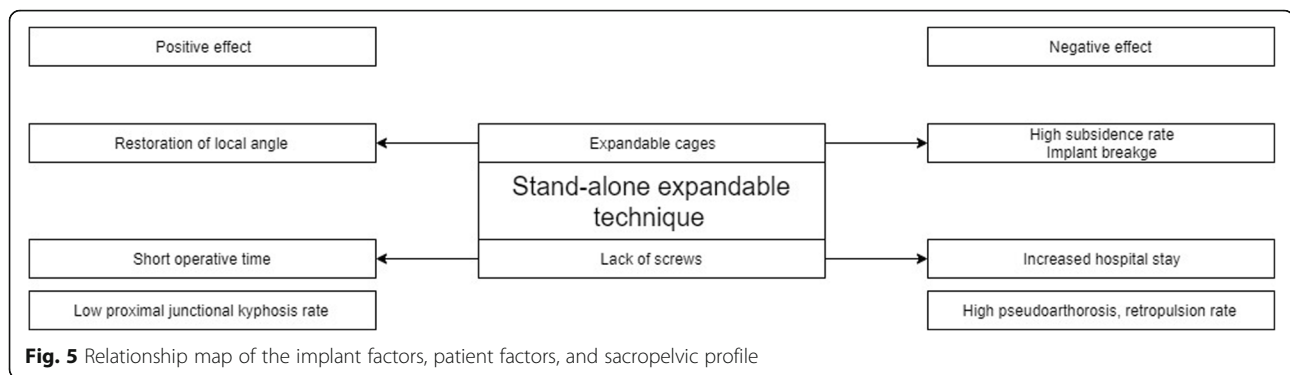 Positive effect
Negative effect
Restoration of local angle
Expandable cages
High subsidence rate
Implant breakge
Stand-alone expandable
technique
Short operative time
Lack of screws
Increased hospital stay
Low proximal junctional kyphosis rate
High pseudoarthorosis, retropulsion rate
Fig. 5 Relationship map of the implant factors, patient factors, and sacropelvic profile